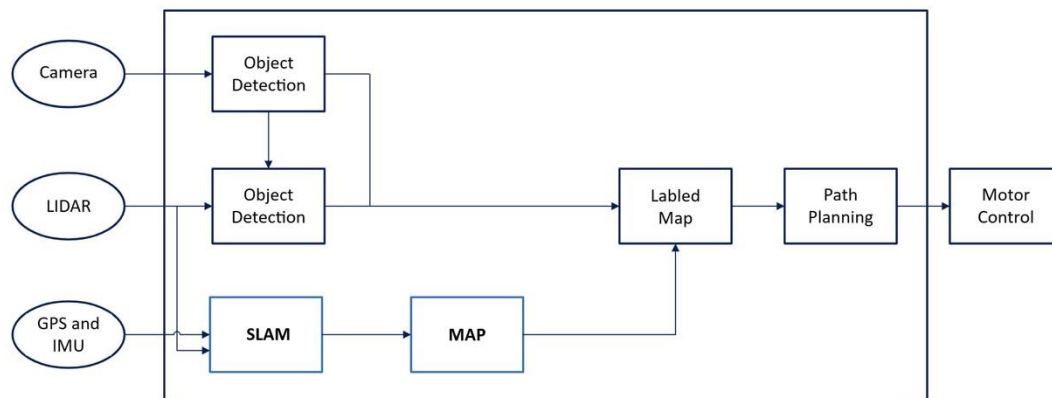 Camera
Object
Detection
LIDAR
Object
Detection
Labled
Map
Path
Planning
Motor
Control
GPS and
IMU
SLAM
MAP